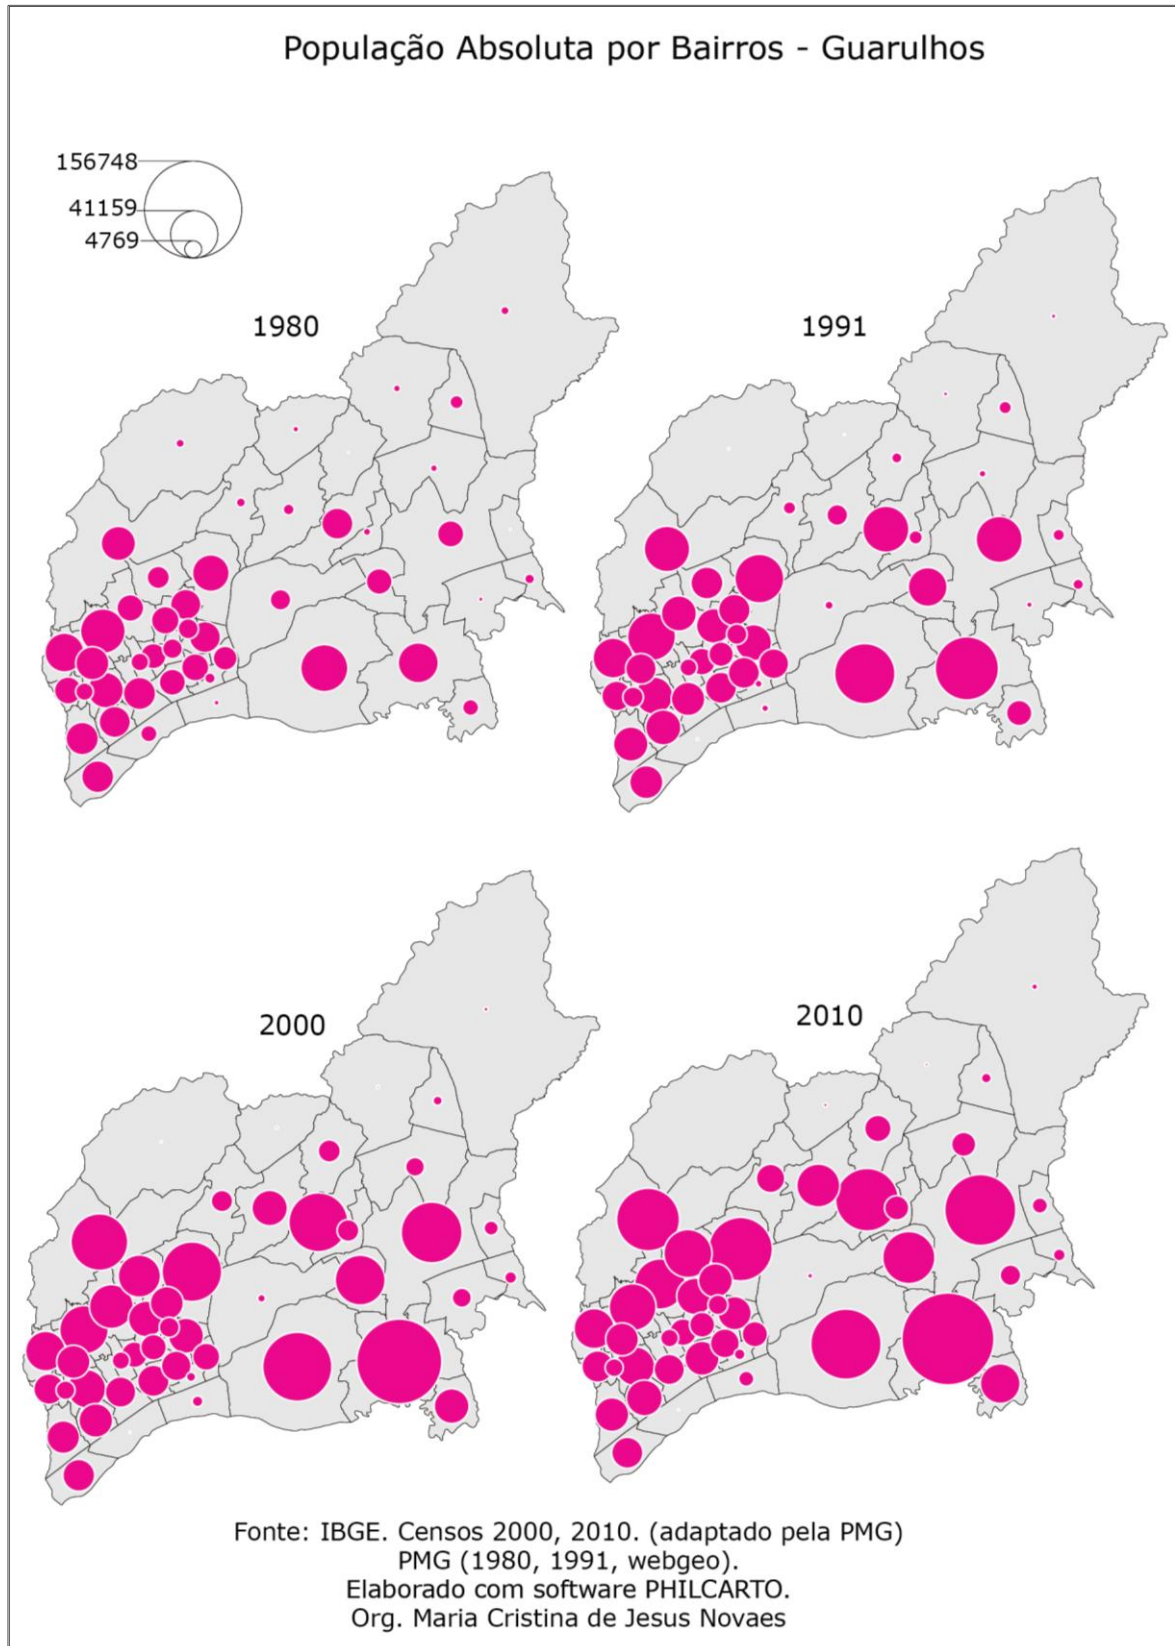 População Absoluta por Bairros - Guarulhos
156748
41159
4769
1980
1991
2000
2010
Fonte: IBGE. Censos 2000, 2010. (adaptado pela PMG)
PMG (1980, 1991, webgeo).
Elaborado com software PHILCARTO.
Org. Maria Cristina de Jesus Novaes